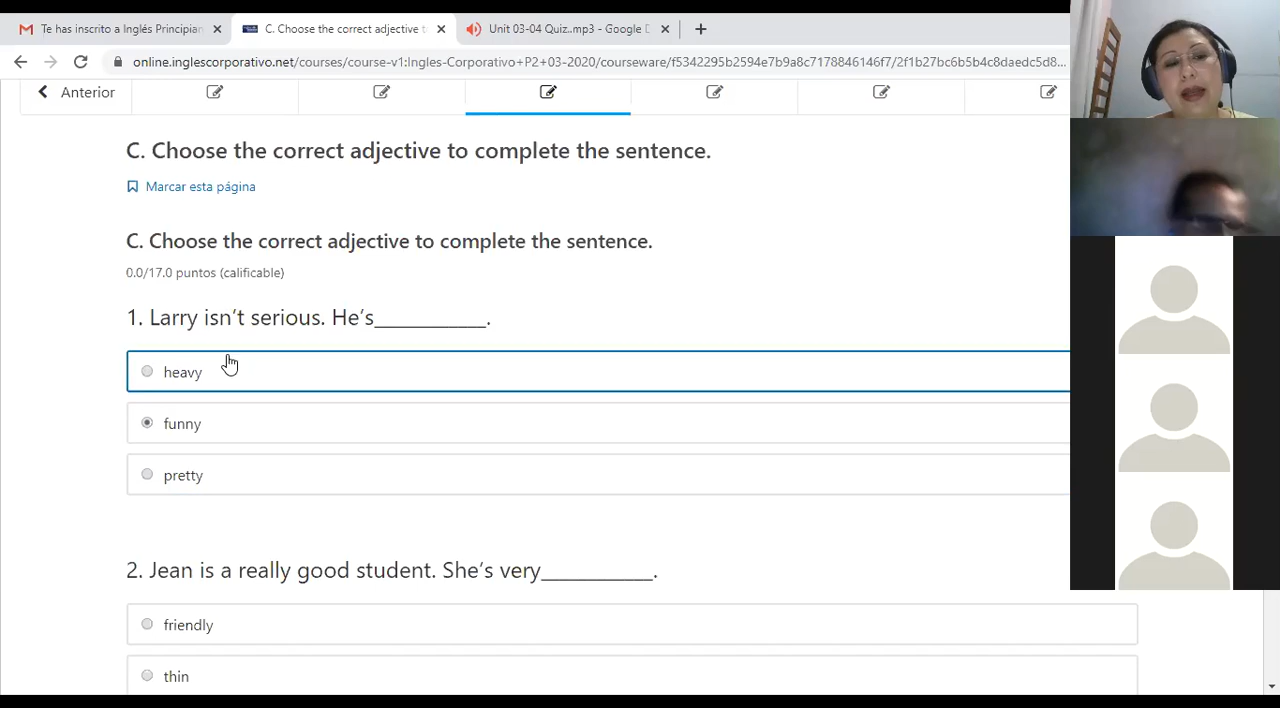 Te has inscrito a Inglés Principian
C. Choose the correct adjective t
Unit 03-04 Quiz..mp3 - Google D
online.inglescorporativo.net/courses/course-v1:Ingles-Corporativo+P2+03-2020/courseware/f5342295b2594e7b9a8c7178846146f7/2f1b27bc6b5b4c8daedc5d8...
Anterior
C. Choose the correct adjective to complete the sentence.
Marcar esta página
C. Choose the correct adjective to complete the sentence.
0.0/17.0 puntos (calificable)
1. Larry isn’t serious. He’s___________.
heavy
funny
pretty
2. Jean is a really good student. She’s very___________.
friendly
thin